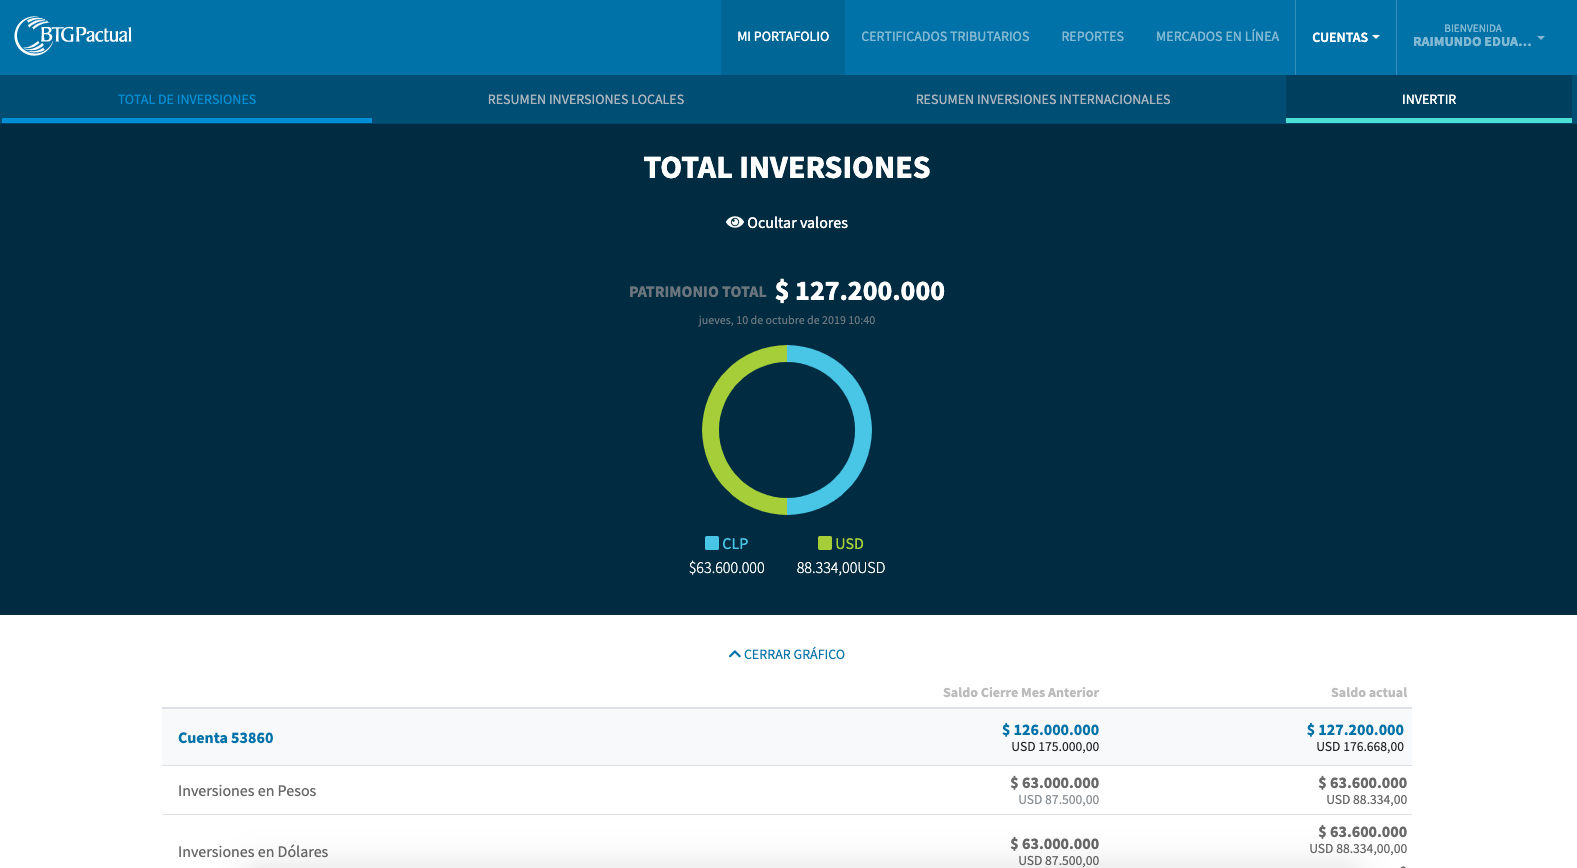 BTGPactual
MI PORTAFOLIO
CERTIFICADOS TRIBUTARIOS
REPORTES
MERCADOS EN LÍNEA
CUENTAS
BIENVENIDA
RAIMUNDO EDUA...
TOTAL DE INVERSIONES
RESUMEN INVERSIONES LOCALES
RESUMEN INVERSIONES INTERNACIONALES
INVERTIR
TOTAL INVERSIONES
Ocultar valores
PATRIMONIO TOTAL $ 127.200.000
jueves, 10 de octubre de 2019 10:40
CLP
$63.600.000
USD
88.334,00USD
CERRAR GRÁFICO
Saldo Cierre Mes Anterior
Saldo actual
Cuenta 53860
$ 126.000.000
USD 175.000,00
$ 127.200.000
USD 176.668,00
Inversiones en Pesos
$ 63.000.000
USD 87.500,00
$ 63.600.000
USD 88.334,00
Inversiones en Dólares
$ 63.000.000
USD 87.500,00
$ 63.600.000
USD 88.334,00,00